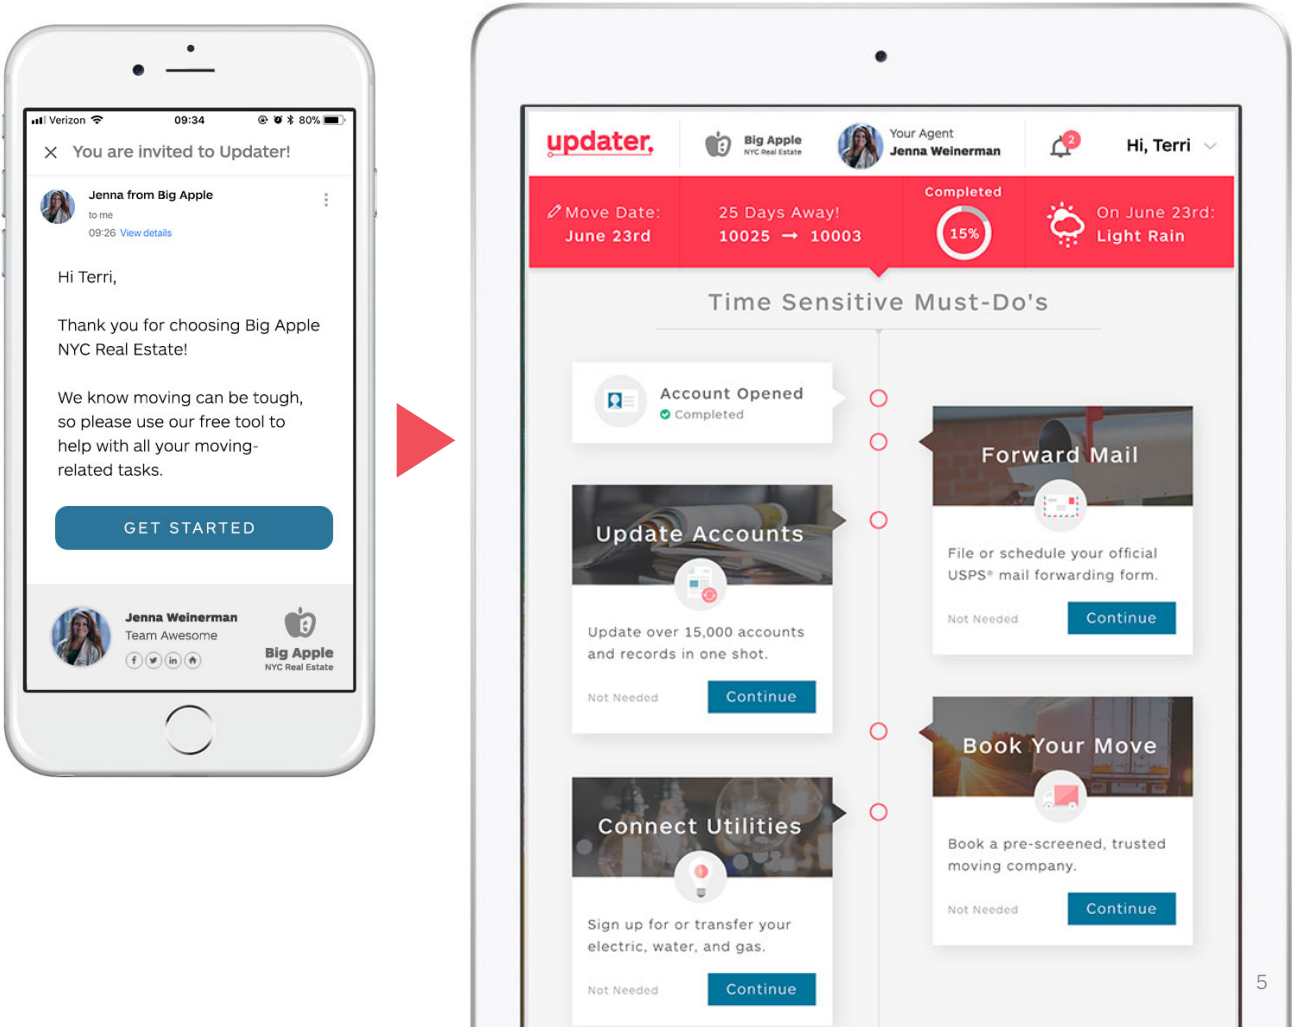 Verizon 09:34 80%
You are invited to Updater!
Jenna from Big Apple
to me
09:26 View details
Hi Terri,
Thank you for choosing Big Apple
NYC Real Estate!
We know moving can be tough,
so please use our free tool to
help with all your moving-
related tasks.
GET STARTED
Jenna Weinerman
Team Awesome
Big Apple
NYC Real Estate
updater.
Big Apple
NYC Real Estate
Your Agent
Jenna Weinerman
2
Hi, Terri
Move Date:
June 23rd
25 Days Away!
10025 → 10003
Completed
15%
On June 23rd:
Light Rain
Time Sensitive Must-Do's
Account Opened
Completed
Forward Mail
File or schedule your official
USPS® mail forwarding form.
Not Needed Continue
Update Accounts
Update over 15,000 accounts
and records in one shot.
Not Needed Continue
Book Your Move
Book a pre-screened, trusted
moving company.
Not Needed Continue
Connect Utilities
Sign up for or transfer your
electric, water, and gas.
Not Needed Continue
5